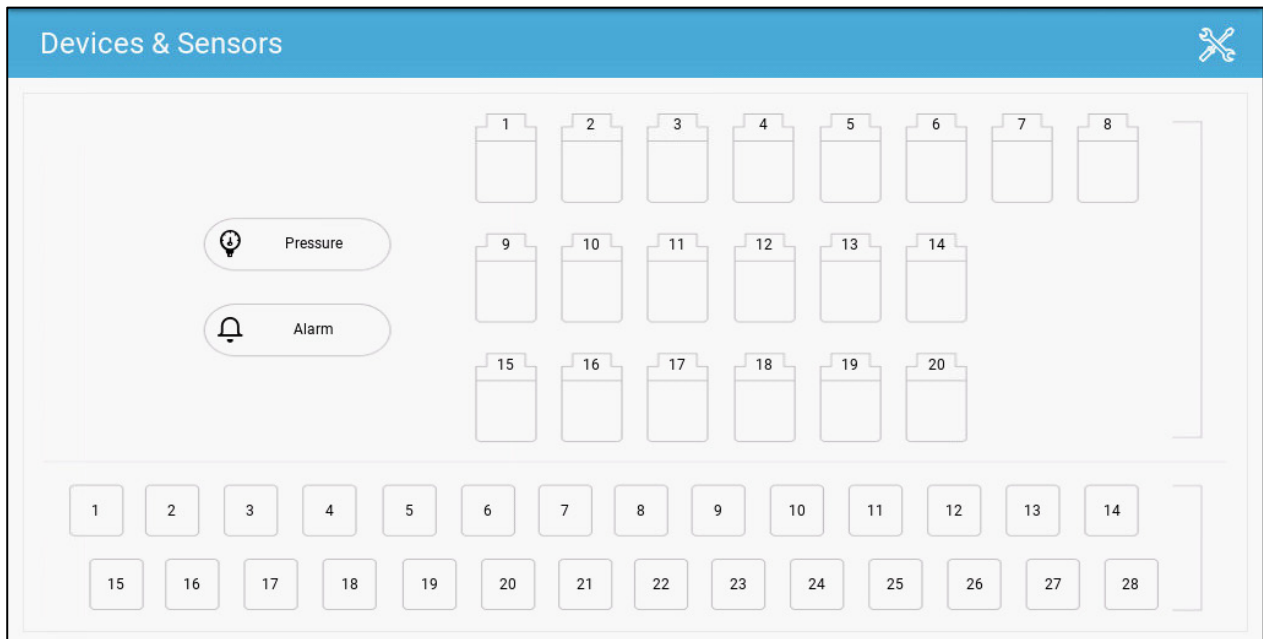 Devices & Sensors
1 2 3 4 5 6 7 8
Pressure
9 10 11 12 13 14
Alarm
15 16 17 18 19 20
1 2 3 4 5 6 7 8 9 10 11 12 13 14
15 16 17 18 19 20 21 22 23 24 25 26 27 28